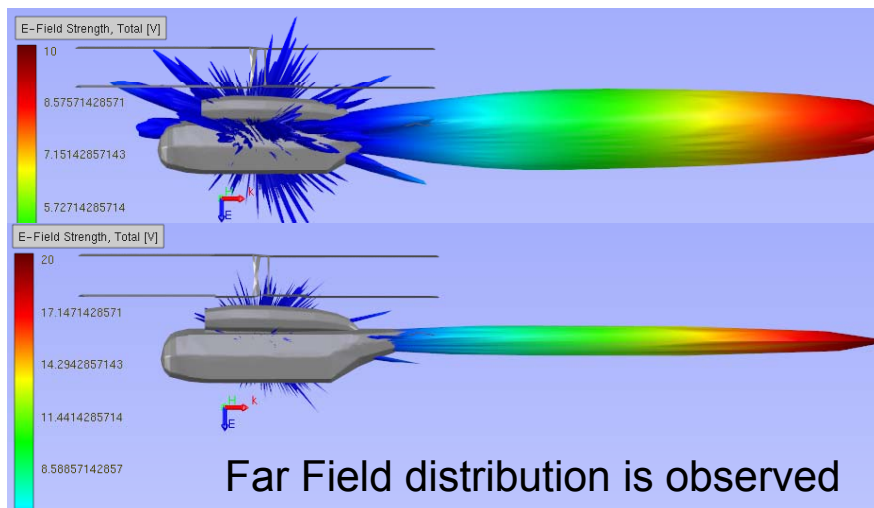 E-Field Strength, Total [V]
10
8.57571428571
7.15142857143
5.72714285714
H
k
E
E-Field Strength, Total [V]
20
17.1471428571
14.2942857143
11.4414285714
8.58857142857
H
k
E
Far Field distribution is observed